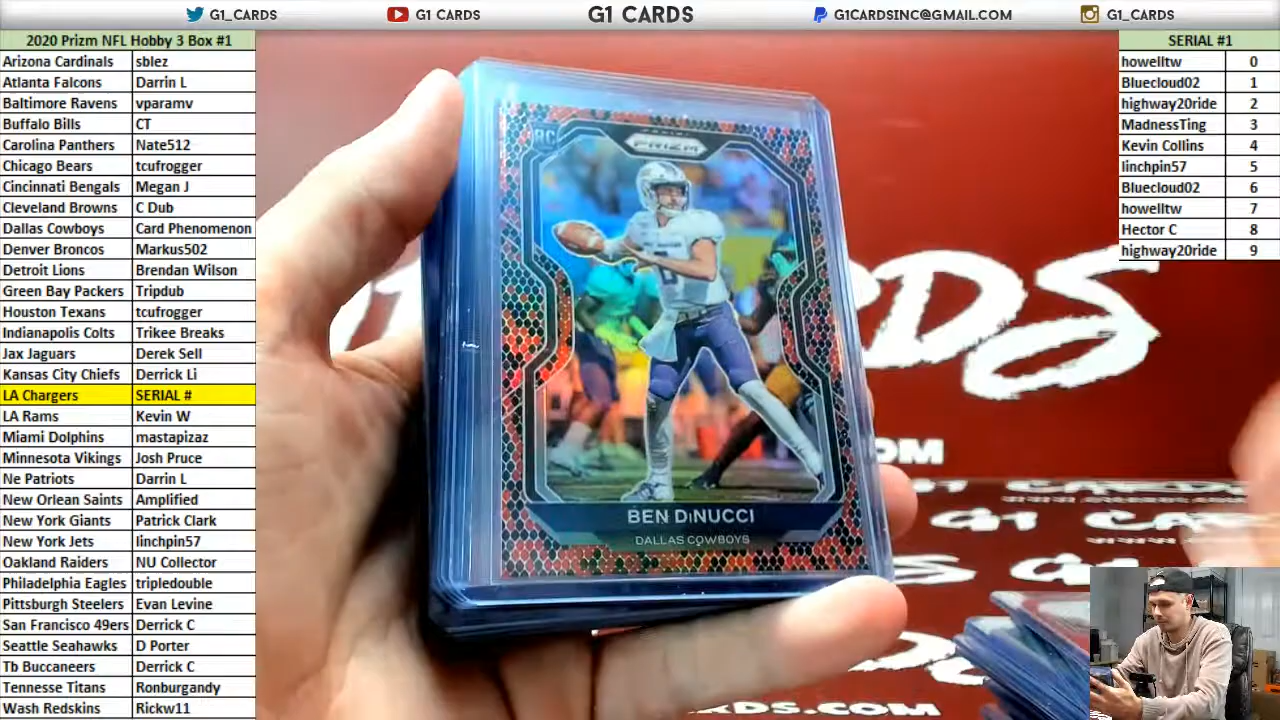 G1_CARDS
G1 CARDS
G1 CARDS
G1CARDSINC@GMAIL.COM
G1_CARDS
2020 Prizm NFL Hobby 3 Box #1
Arizona Cardinals sblez
Atlanta Falcons Darrin L
Baltimore Ravens vparamv
Buffalo Bills CT
Carolina Panthers Nate512
Chicago Bears tcufrogger
Cincinnati Bengals Megan J
Cleveland Browns C Dub
Dallas Cowboys Card Phenomenon
Denver Broncos Markus502
Detroit Lions Brendan Wilson
Green Bay Packers Tripdub
Houston Texans tcufrogger
Indianapolis Colts Trikee Breaks
Jax Jaguars Derek Sell
Kansas City Chiefs Derrick Li
LA Chargers SERIAL #
LA Rams Kevin W
Miami Dolphins mastapizaz
Minnesota Vikings Josh Pruce
Ne Patriots Darrin L
New Orlean Saints Amplified
New York Giants Patrick Clark
New York Jets linchpin57
Oakland Raiders NU Collector
Philadelphia Eagles tripledouble
Pittsburgh Steelers Evan Levine
San Francisco 49ers Derrick C
Seattle Seahawks D Porter
Tb Buccaneers Derrick C
Tennesse Titans Ronburgandy
Wash Redskins Rickw11
SERIAL #1
howelltw 0
Bluecloud02 1
highway20ride 2
MadnessTing 3
Kevin Collins 4
linchpin57 5
Bluecloud02 6
howelltw 7
Hector C 8
highway20ride 9
RC
PRIZM
BEN DiNUCCI
DALLAS COWBOYS
RDS
.COM
G1 CARDS
RDS.COM